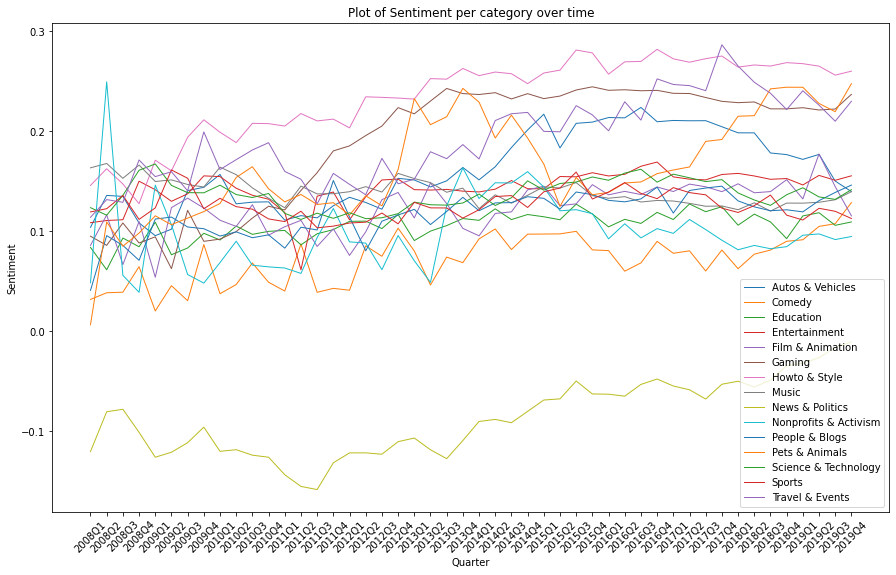 Plot of Sentiment per category over time
0.3
0.2
0.1
0.0
−0.1
Sentiment
Autos & Vehicles
Comedy
Education
Entertainment
Film & Animation
Gaming
Howto & Style
Music
News & Politics
Nonprofits & Activism
People & Blogs
Pets & Animals
Science & Technology
Sports
Travel & Events
2008Q1
2008Q2
2008Q3
2008Q4
2009Q1
2009Q2
2009Q3
2009Q4
2010Q1
2010Q2
2010Q3
2010Q4
2011Q1
2011Q2
2011Q3
2011Q4
2012Q1
2012Q2
2012Q3
2012Q4
2013Q1
2013Q2
2013Q3
2013Q4
2014Q1
2014Q2
2014Q3
2014Q4
2015Q1
2015Q2
2015Q3
2015Q4
2016Q1
2016Q2
2016Q3
2016Q4
2017Q1
2017Q2
2017Q3
2017Q4
2018Q1
2018Q2
2018Q3
2018Q4
2019Q1
2019Q2
2019Q3
2019Q4
Quarter